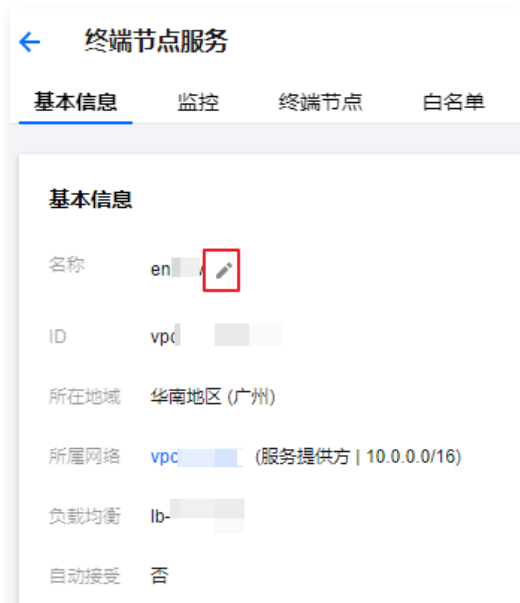 终端节点服务
基本信息 监控 终端节点 白名单
基本信息
名称 en
ID vpc
所在地域 华南地区 (广州)
所属网络 vpc (服务提供方 | 10.0.0.0/16)
负载均衡 lb-
自动接受 否